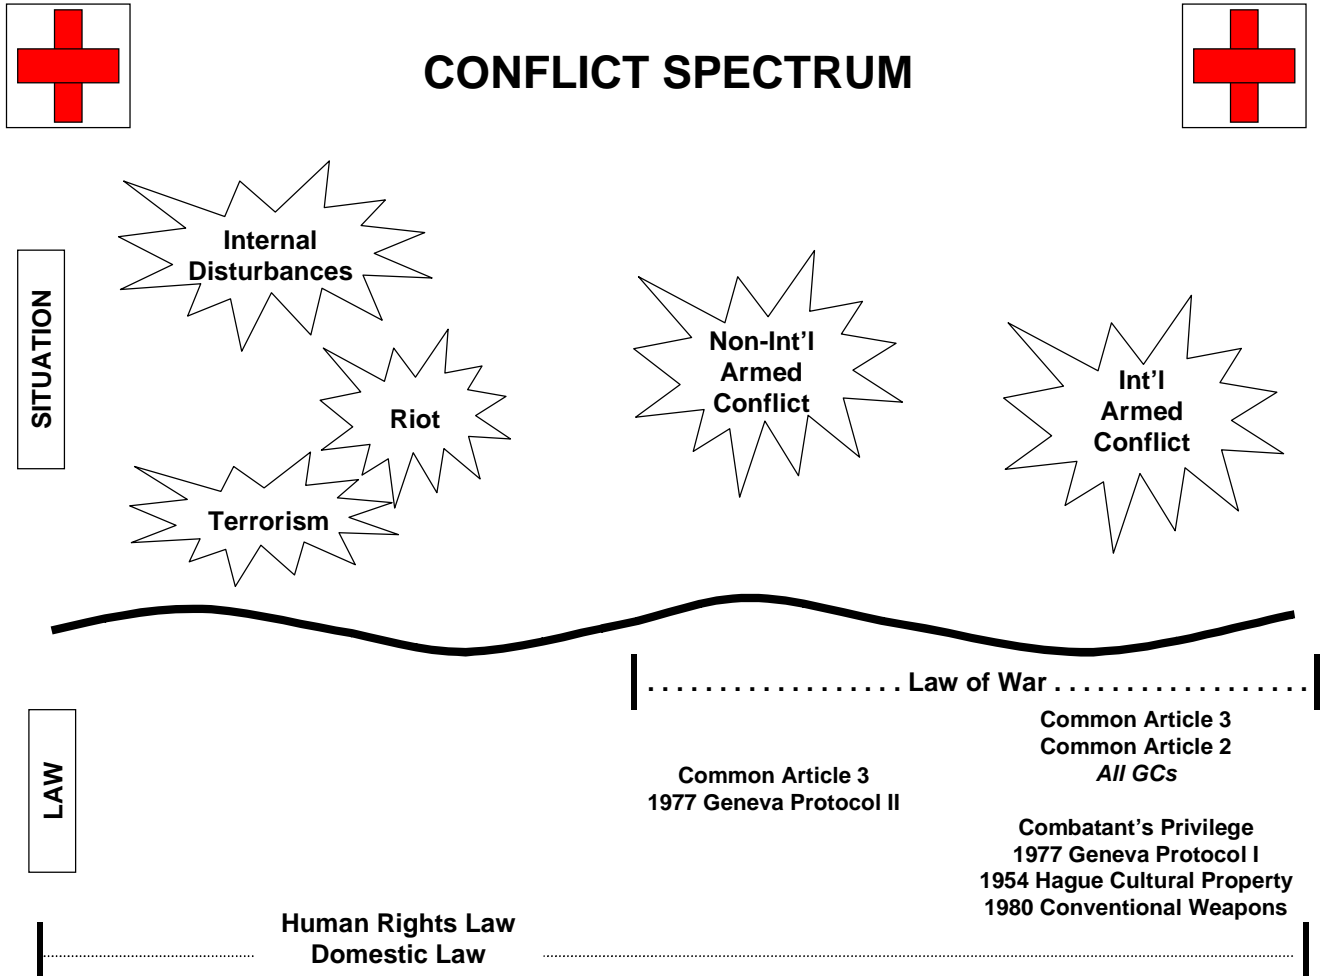 CONFLICT SPECTRUM
SITUATION
Internal
Disturbances
Riot
Terrorism
Non-Int’l
Armed
Conflict
Int’l
Armed
Conflict
. . . . . . . . . . . . . . . . . . Law of War . . . . . . . . . . . . . . . . . .
LAW
Common Article 3
1977 Geneva Protocol II
Common Article 3
Common Article 2
All GCs
Combatant’s Privilege
1977 Geneva Protocol I
1954 Hague Cultural Property
1980 Conventional Weapons
Human Rights Law
Domestic Law